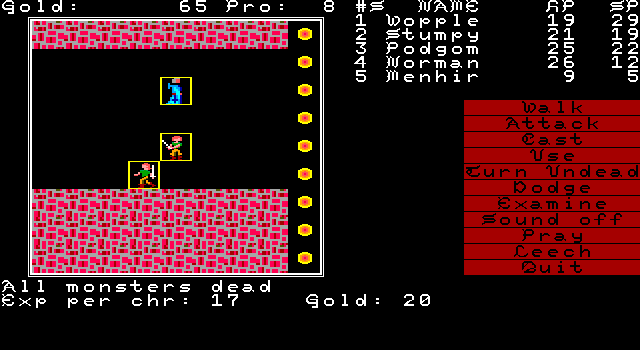 Gold: 65 Pro: 8 #S NAME HP SP
1 Wopple 19 29
2 Stumpy 21 19
3 Podgom 25 22
4 Norman 26 12
5 Menhir 9 5
Walk
Attack
Cast
Use
Turn Undead
Dodge
Examine
Sound off
Pray
Leech
Quit
All monsters dead
Exp per chr: 17 Gold: 20